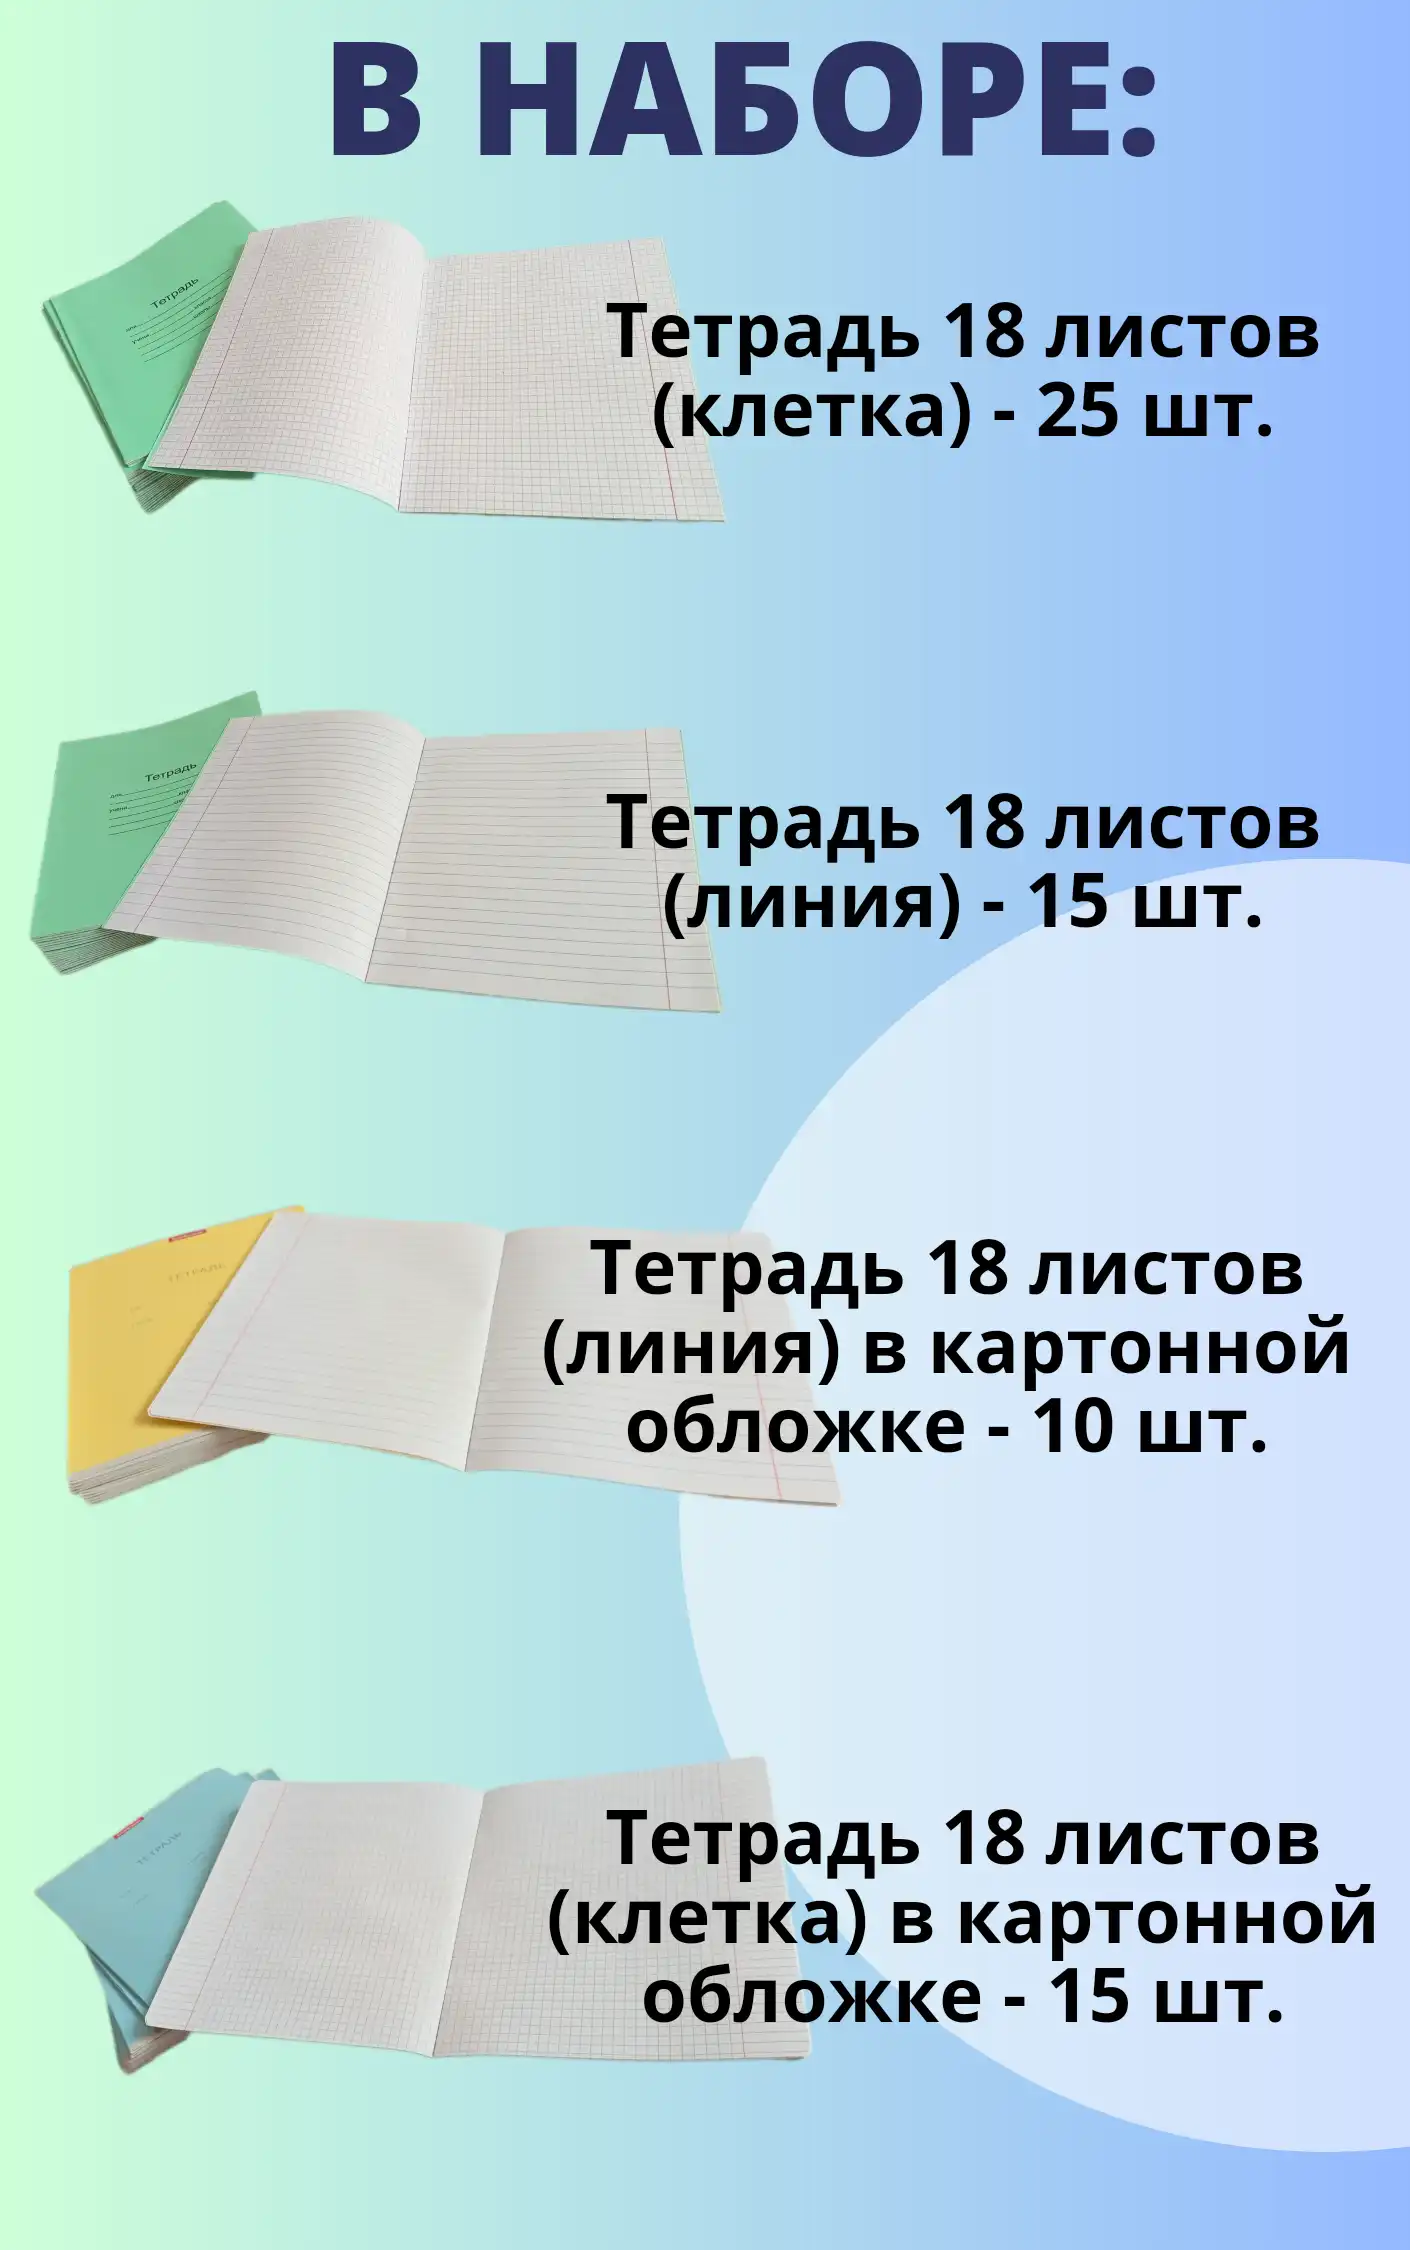 В НАБОРЕ:
Тетрадь
Тетрадь 18 листов
(клетка) - 25 шт.
Тетрадь
Тетрадь 18 листов
(линия) - 15 шт.
ТЕТРАДЬ
Тетрадь 18 листов
(линия) в картонной
обложке - 10 шт.
ТЕТРАДЬ
Тетрадь 18 листов
(клетка) в картонной
обложке - 15 шт.